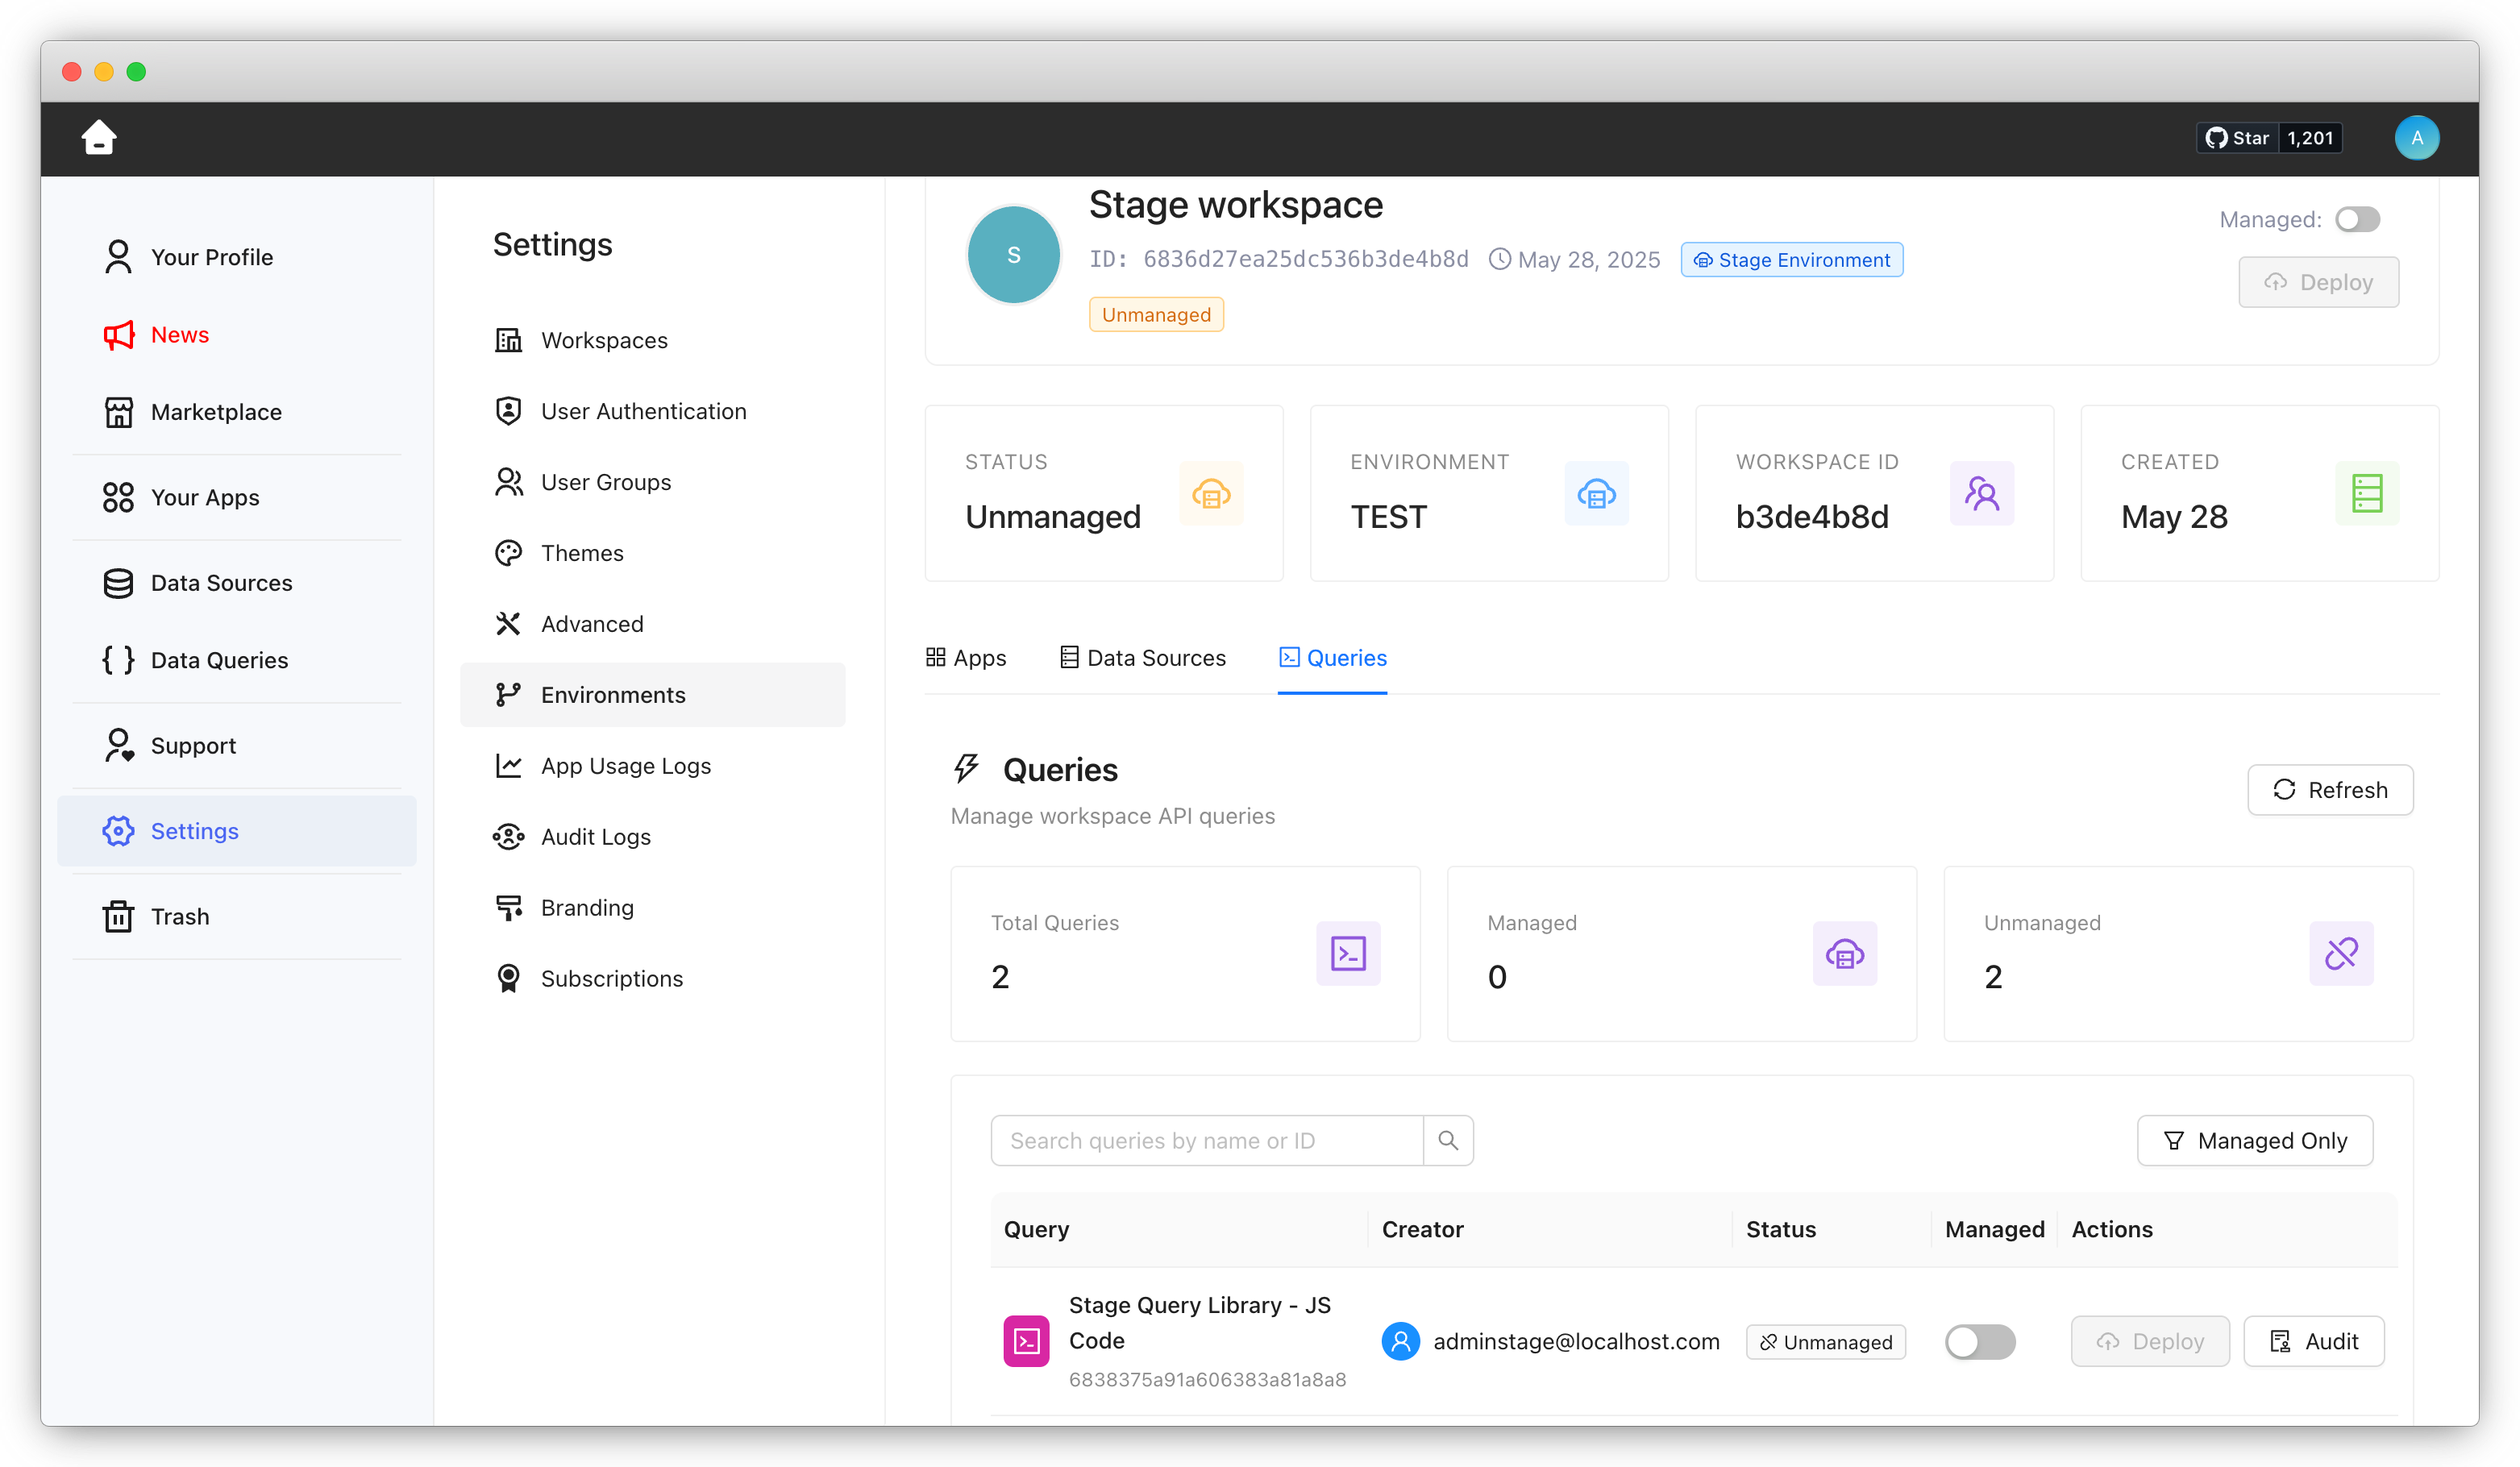 Star 1,201
A
Your Profile
News
Marketplace
Your Apps
Data Sources
Data Queries
Support
Settings
Trash
Settings
Workspaces
User Authentication
User Groups
Themes
Advanced
Environments
App Usage Logs
Audit Logs
Branding
Subscriptions
S
Stage workspace
ID: 6836d27ea25dc536b3de4b8d May 28, 2025 Stage Environment
Unmanaged
Managed:
Deploy
STATUS
Unmanaged
ENVIRONMENT
TEST
WORKSPACE ID
b3de4b8d
CREATED
May 28
Apps Data Sources Queries
Queries
Manage workspace API queries
Refresh
Total Queries
2
Managed
0
Unmanaged
2
Search queries by name or ID
Managed Only
Query Creator Status Managed Actions
Stage Query Library - JS
Code
6838375a91a606383a81a8a8
adminstage@localhost.com
Unmanaged
Deploy
Audit